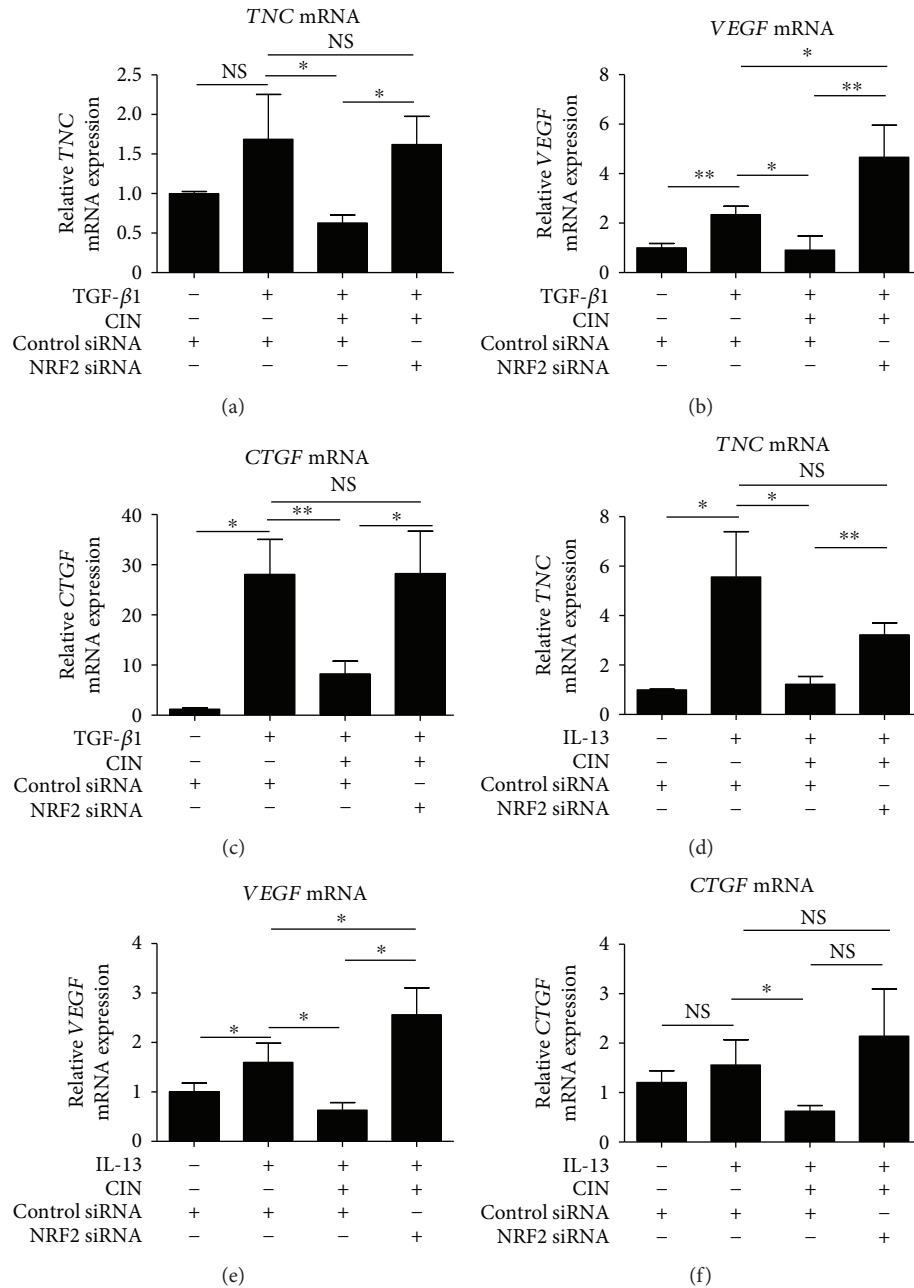 TNC mRNA
NS
NS * *
2.5
2.0
1.5
1.0
0.5
0
Relative TNC
mRNA expression
TGF-β1 − + + +
CIN − − + +
Control siRNA + + + −
NRF2 siRNA − − − +
(a)
VEGF mRNA
*
**
** *
8
6
4
2
0
Relative VEGF
mRNA expression
TGF-β1 − + + +
CIN − − + +
Control siRNA + + + −
NRF2 siRNA − − − +
(b)
CTGF mRNA
NS
* ** *
40
30
20
10
0
Relative CTGF
mRNA expression
TGF-β1 − + + +
CIN − − + +
Control siRNA + + + −
NRF2 siRNA − − − +
(c)
TNC mRNA
NS
* *
**
8
6
4
2
0
Relative TNC
mRNA expression
IL-13 − + + +
CIN − − + +
Control siRNA + + + −
NRF2 siRNA − − − +
(d)
VEGF mRNA
*
*
* *
4
3
2
1
0
Relative VEGF
mRNA expression
IL-13 − + + +
CIN − − + +
Control siRNA + + + −
NRF2 siRNA − − − +
(e)
CTGF mRNA
NS
NS
NS *
4
3
2
1
0
Relative CTGF
mRNA expression
IL-13 − + + +
CIN − − + +
Control siRNA + + + −
NRF2 siRNA − − − +
(f)